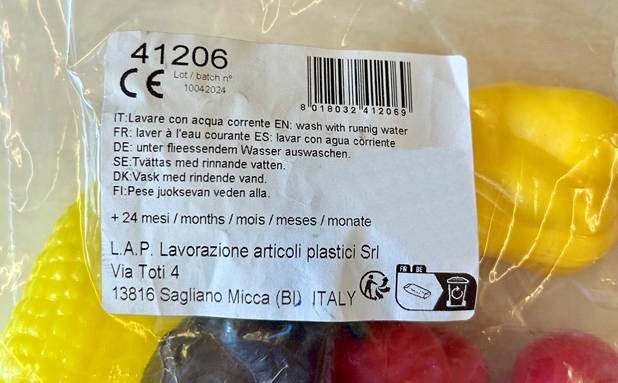 41206
CE
Lot / batch n°
10042024
8 018032 412069
IT:Lavare con acqua corrente EN: wash with runnig water
FR: laver à l'eau courante ES: lavar con agua còrriente
DE: unter fliessendem Wasser auswaschen.
SE:Tvättas med rinnande vatten.
DK:Vask med rindende vand.
FI:Pese juoksevan veden alla.
+ 24 mesi / months / mois / meses / monate
L.A.P. Lavorazione articoli plastici Srl
Via Toti 4
13816 Sagliano Micca (BI) ITALY
FR DE